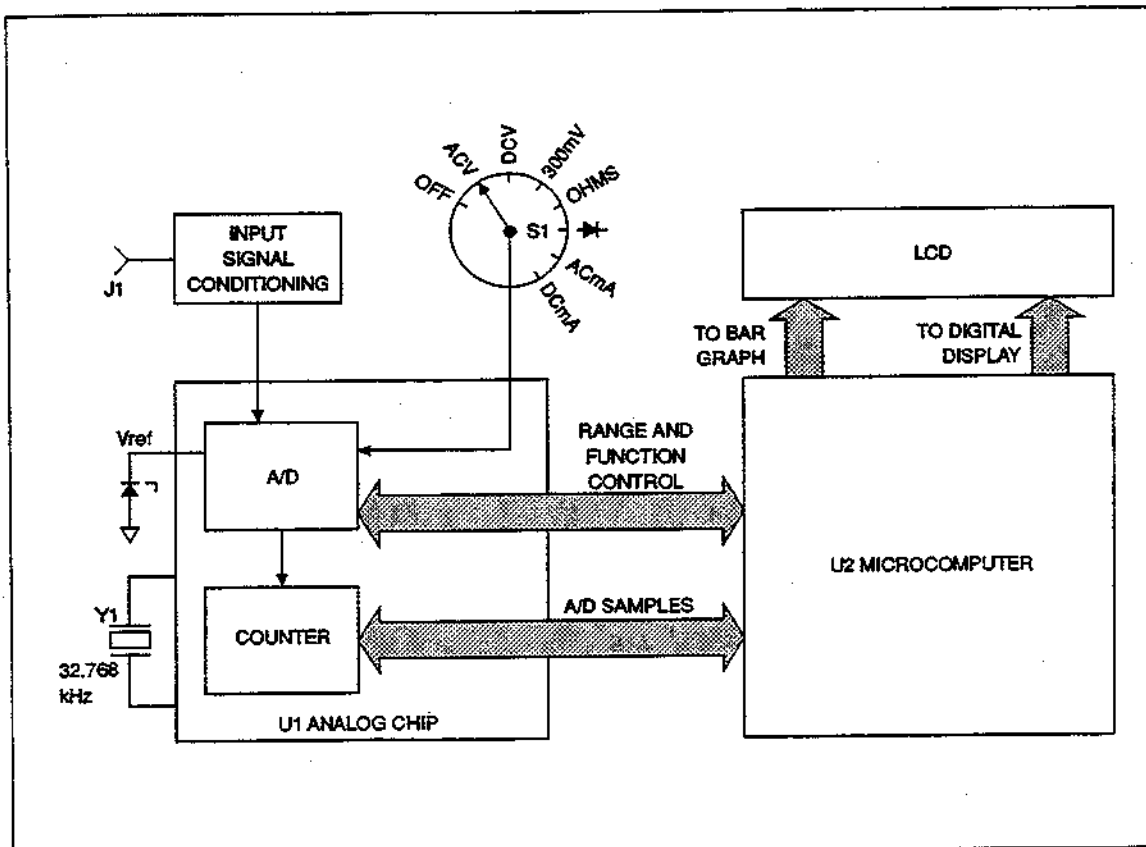 OFF
ACV
DCV
300mV
OHMS
S1
ACmA
DCmA
J1
INPUT
SIGNAL
CONDITIONING
LCD
TO BAR
GRAPH
TO DIGITAL
DISPLAY
Vref
A/D
RANGE AND
FUNCTION
CONTROL
U2 MICROCOMPUTER
Y1
32.768
kHz
COUNTER
A/D SAMPLES
U1 ANALOG CHIP